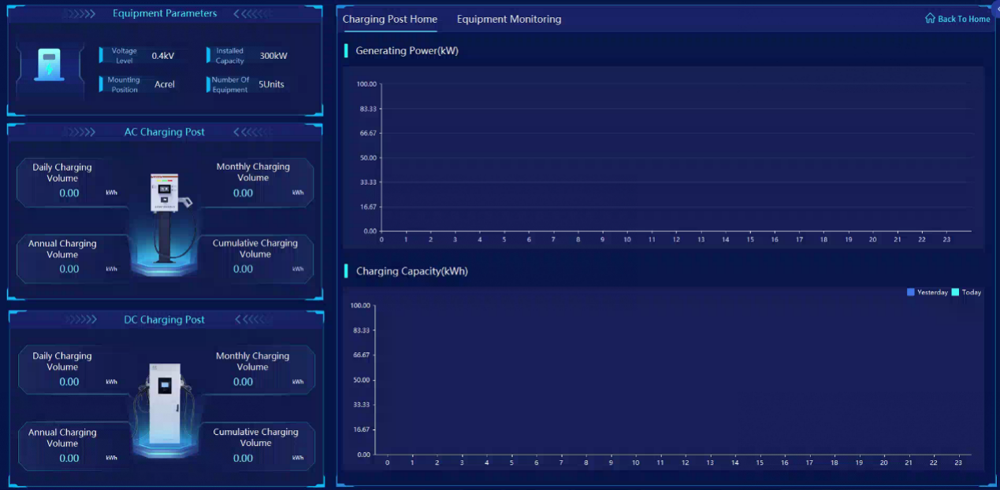 Equipment Parameters
Voltage
Level
0.4kV
Installed
Capacity
300kW
Mounting
Position
Acrel
Number Of
Equipment
5Units
AC Charging Post
Daily Charging
Volume
0.00 kWh
Monthly Charging
Volume
0.00 kWh
Annual Charging
Volume
0.00 kWh
Cumulative Charging
Volume
0.00 kWh
DC Charging Post
Daily Charging
Volume
0.00 kWh
Monthly Charging
Volume
0.00 kWh
Annual Charging
Volume
0.00 kWh
Cumulative Charging
Volume
0.00 kWh
Charging Post Home Equipment Monitoring Back To Home
Generating Power(kW)
100.00
83.33
66.67
50.00
33.33
16.67
0.00
0 1 2 3 4 5 6 7 8 9 10 11 12 13 14 15 16 17 18 19 20 21 22 23
Charging Capacity(kWh)
Yesterday Today
100.00
83.33
66.67
50.00
33.33
16.67
0.00
0 1 2 3 4 5 6 7 8 9 10 11 12 13 14 15 16 17 18 19 20 21 22 23